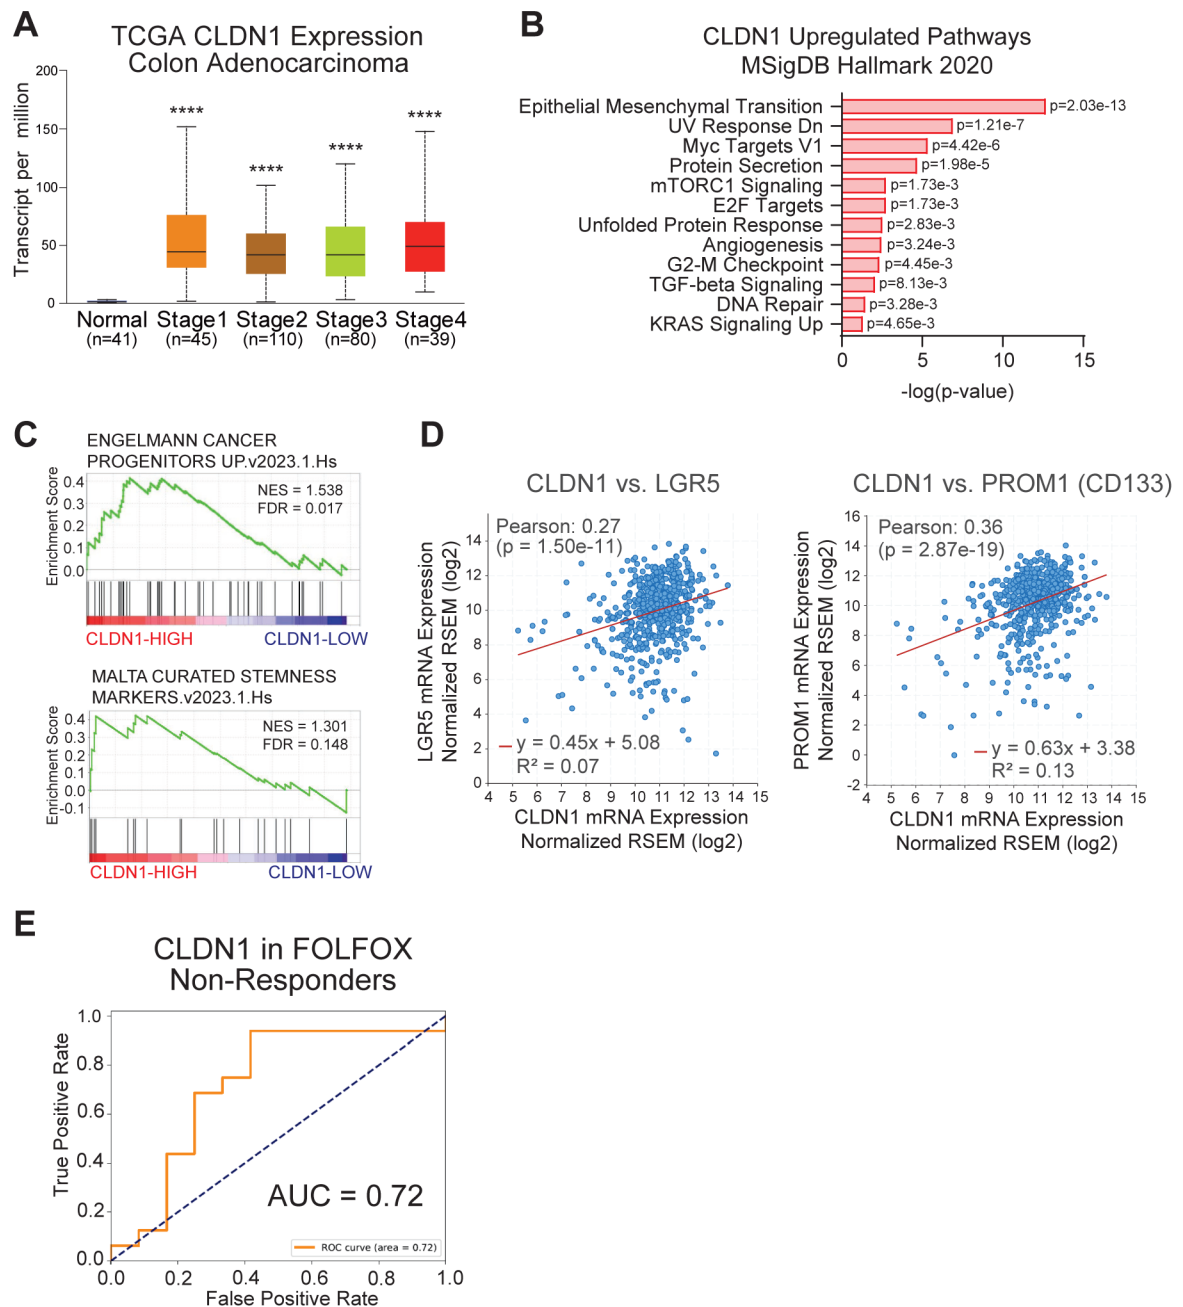 A
TCGA CLDN1 Expression
Colon Adenocarcinoma
Transcript per million
200
150
100
50
0
****
****
****
****
Normal
(n=41)
Stage1
(n=45)
Stage2
(n=110)
Stage3
(n=80)
Stage4
(n=39)
B
CLDN1 Upregulated Pathways
MSigDB Hallmark 2020
Epithelial Mesenchymal Transition p=2.03e-13
UV Response Dn p=1.21e-7
Myc Targets V1 p=4.42e-6
Protein Secretion p=1.98e-5
mTORC1 Signaling p=1.73e-3
E2F Targets p=1.73e-3
Unfolded Protein Response p=2.83e-3
Angiogenesis p=3.24e-3
G2-M Checkpoint p=4.45e-3
TGF-beta Signaling p=8.13e-3
DNA Repair p=3.28e-3
KRAS Signaling Up p=4.65e-3
0 5 10 15
-log(p-value)
C
ENGELMANN CANCER
PROGENITORS UP.v2023.1.Hs
Enrichment Score
0.4
0.3
0.2
0.1
0.0
NES = 1.538
FDR = 0.017
CLDN1-HIGH CLDN1-LOW
MALTA CURATED STEMNESS
MARKERS.v2023.1.Hs
Enrichment Score
0.4
0.3
0.2
0.1
0.0
-0.1
NES = 1.301
FDR = 0.148
CLDN1-HIGH CLDN1-LOW
D
CLDN1 vs. LGR5
Pearson: 0.27
(p = 1.50e-11)
LGR5 mRNA Expression
Normalized RSEM (log2)
14
12
10
8
6
4
2
0
y = 0.45x + 5.08
R² = 0.07
4 5 6 7 8 9 10 11 12 13 14 15
CLDN1 mRNA Expression
Normalized RSEM (log2)
CLDN1 vs. PROM1 (CD133)
Pearson: 0.36
(p = 2.87e-19)
PROM1 mRNA Expression
Normalized RSEM (log2)
16
14
12
10
8
6
4
2
0
-2
y = 0.63x + 3.38
R² = 0.13
4 5 6 7 8 9 10 11 12 13 14 15
CLDN1 mRNA Expression
Normalized RSEM (log2)
E
CLDN1 in FOLFOX
Non-Responders
True Positive Rate
1.0
0.8
0.6
0.4
0.2
0.0
AUC = 0.72
ROC curve (area = 0.72)
0.0 0.2 0.4 0.6 0.8 1.0
False Positive Rate